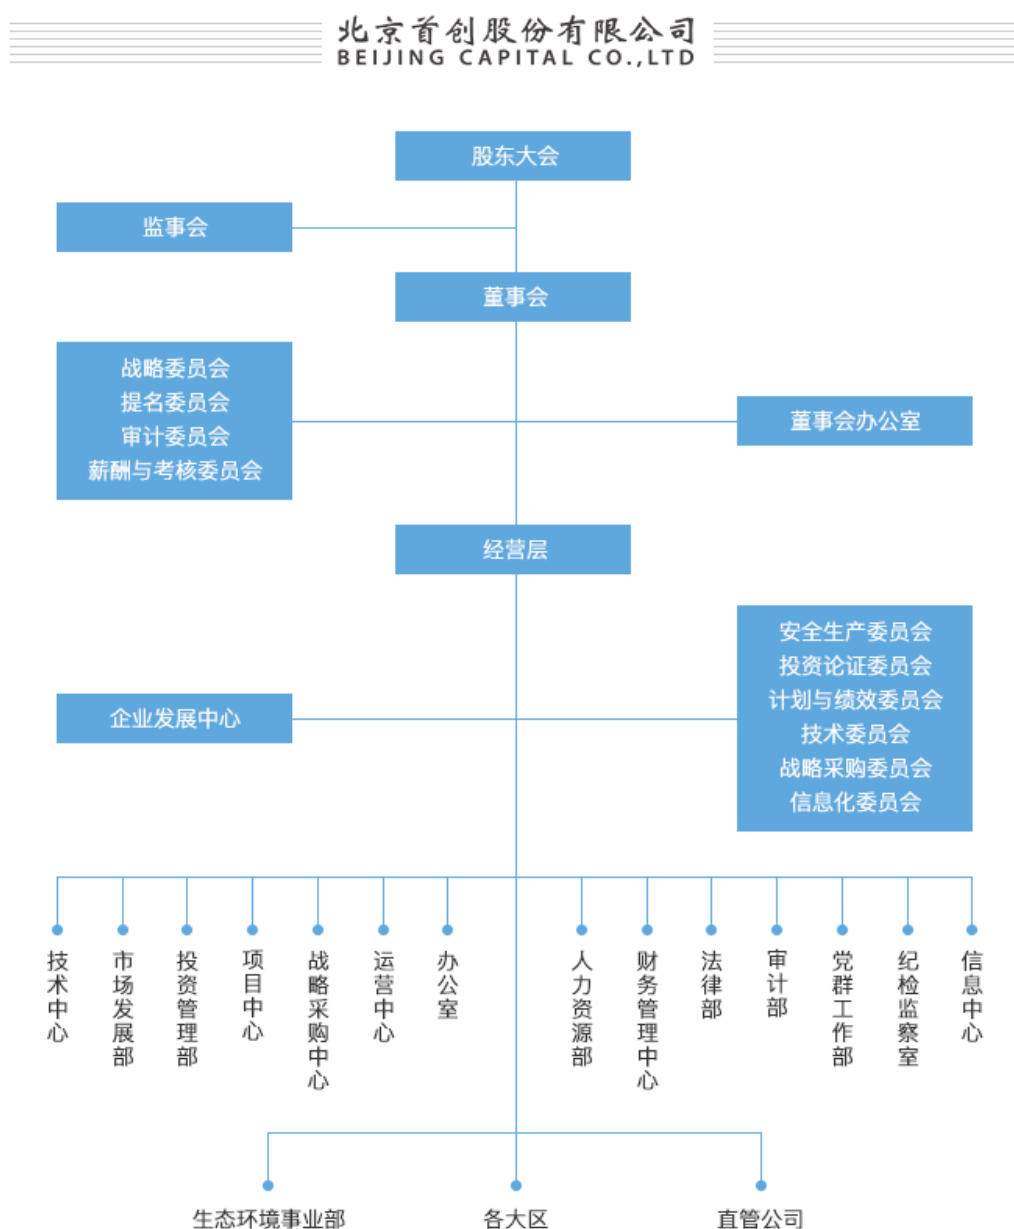 北京首创股份有限公司
BEIJING CAPITAL CO.,LTD
股东大会
监事会
董事会
战略委员会
提名委员会
审计委员会
薪酬与考核委员会
董事会办公室
经营层
安全生产委员会
投资论证委员会
计划与绩效委员会
技术委员会
战略采购委员会
信息化委员会
企业发展中心
技术中心
市场发展部
投资管理部
项目中心
战略采购中心
运营中心
办公室
人力资源部
财务管理中心
法律部
审计部
党群工作部
纪检监察室
信息中心
生态环境事业部
各大区
直管公司